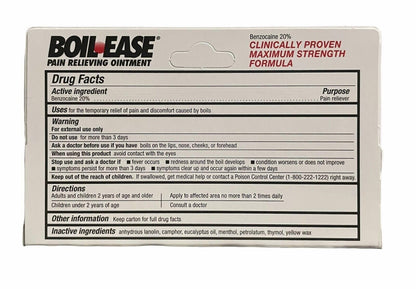 BOIL EASE®
PAIN RELIEVING OINTMENT
Benzocaine 20%
CLINICALLY PROVEN
MAXIMUM STRENGTH
FORMULA
Drug Facts
Active ingredient Purpose
Benzocaine 20% Pain reliever
Uses for the temporary relief of pain and discomfort caused by boils
Warning
For external use only
Do not use for more than 3 days
Ask a doctor before use if you have boils on the lips, nose, cheeks, or forehead
When using this product avoid contact with the eyes
Stop use and ask a doctor if ■ fever occurs ■ redness around the boil develops ■ condition worsens or does not improve
■ symptoms persist for more than 3 days ■ symptoms clear up and occur again within a few days
Keep out of the reach of children. If swallowed, get medical help or contact a Poison Control Center (1-800-222-1222) right away.
Directions
Adults and children 2 years of age and older Apply to affected area no more than 2 times daily
Children under 2 years of age Consult a doctor
Other information Keep carton for full drug facts
Inactive ingredients anhydrous lanolin, camphor, eucalyptus oil, menthol, petrolatum, thymol, yellow wax